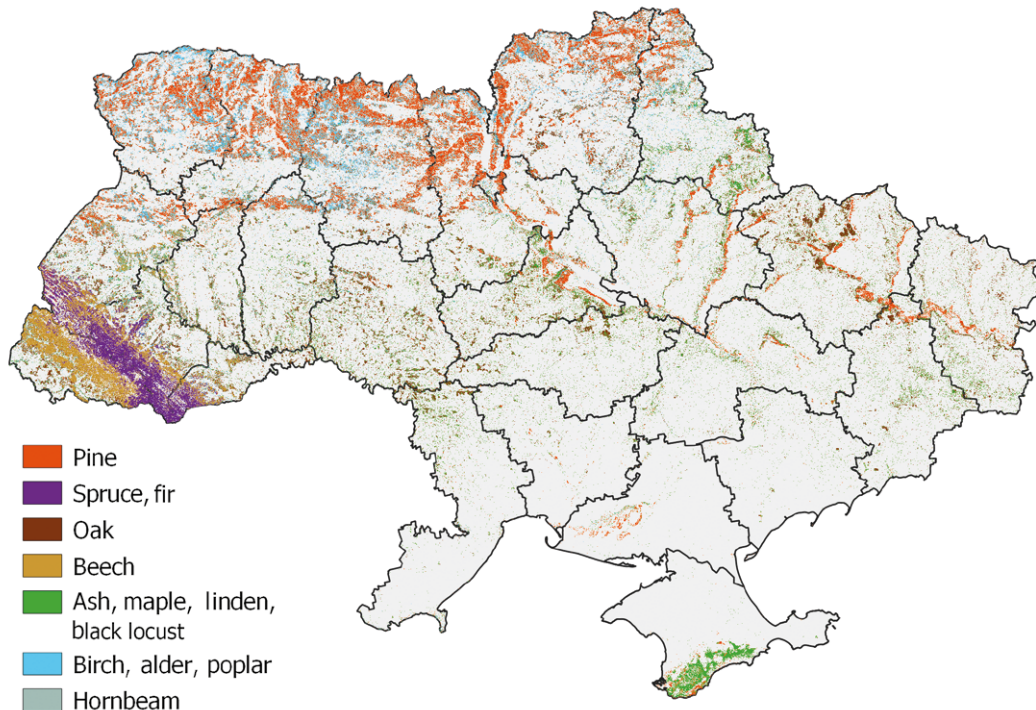 Pine
Spruce, fir
Oak
Beech
Ash, maple, linden,
black locust
Birch, alder, poplar
Hornbeam